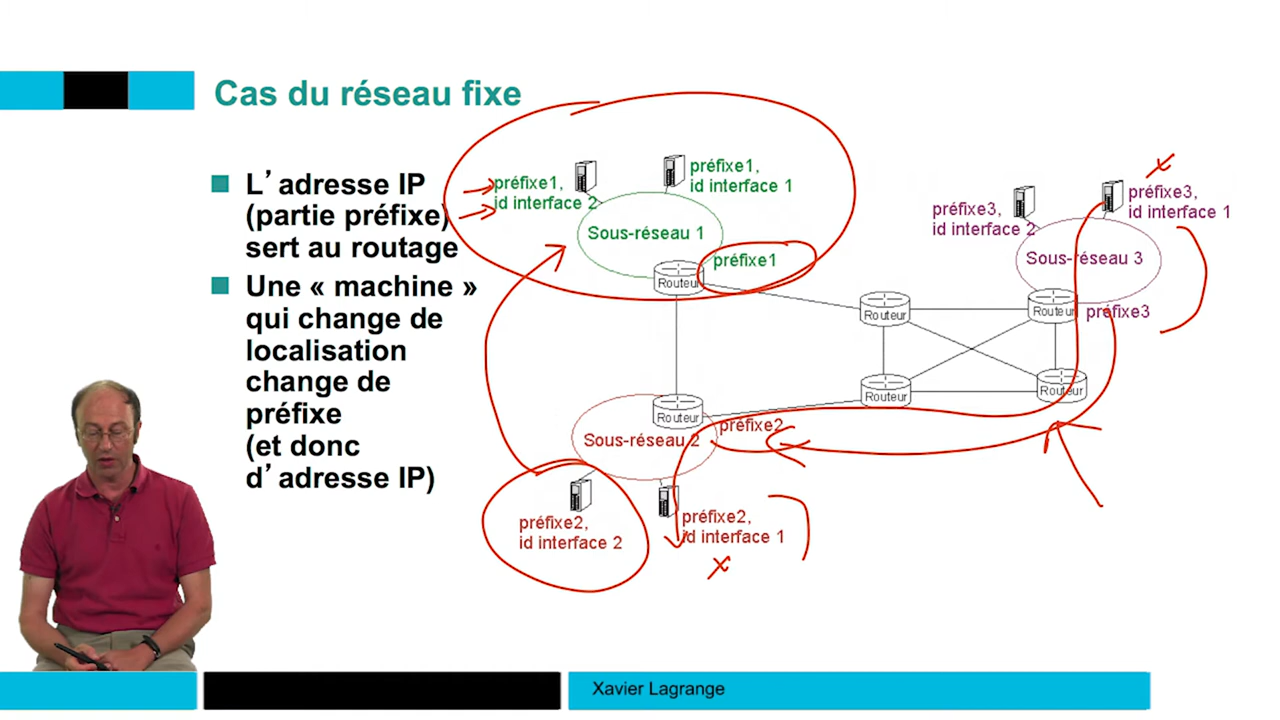 Cas du réseau fixe
L’adresse IP
(partie préfixe)
sert au routage
Une « machine »
qui change de
localisation
change de
préfixe
(et donc
d’adresse IP)
préfixe1,
id interface 2
préfixe1,
id interface 1
Sous-réseau 1
préfixe1
Routeur
préfixe3,
id interface 2
x
préfixe3,
id interface 1
Sous-réseau 3
Routeur
Routeur
préfixe3
Routeur
Routeur
Routeur
préfixe2
Sous-réseau 2
préfixe2,
id interface 2
préfixe2,
id interface 1
x
Xavier Lagrange